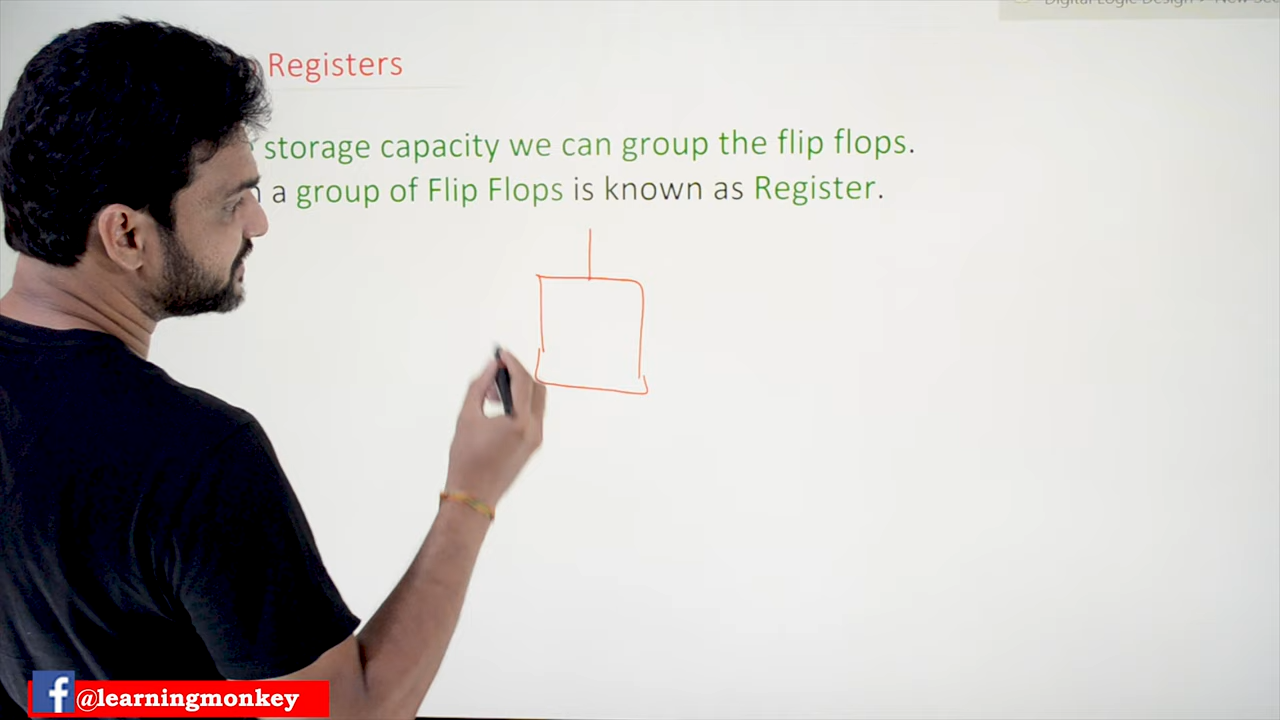 Registers
storage capacity we can group the flip flops.
a group of Flip Flops is known as Register.
@learningmonkey